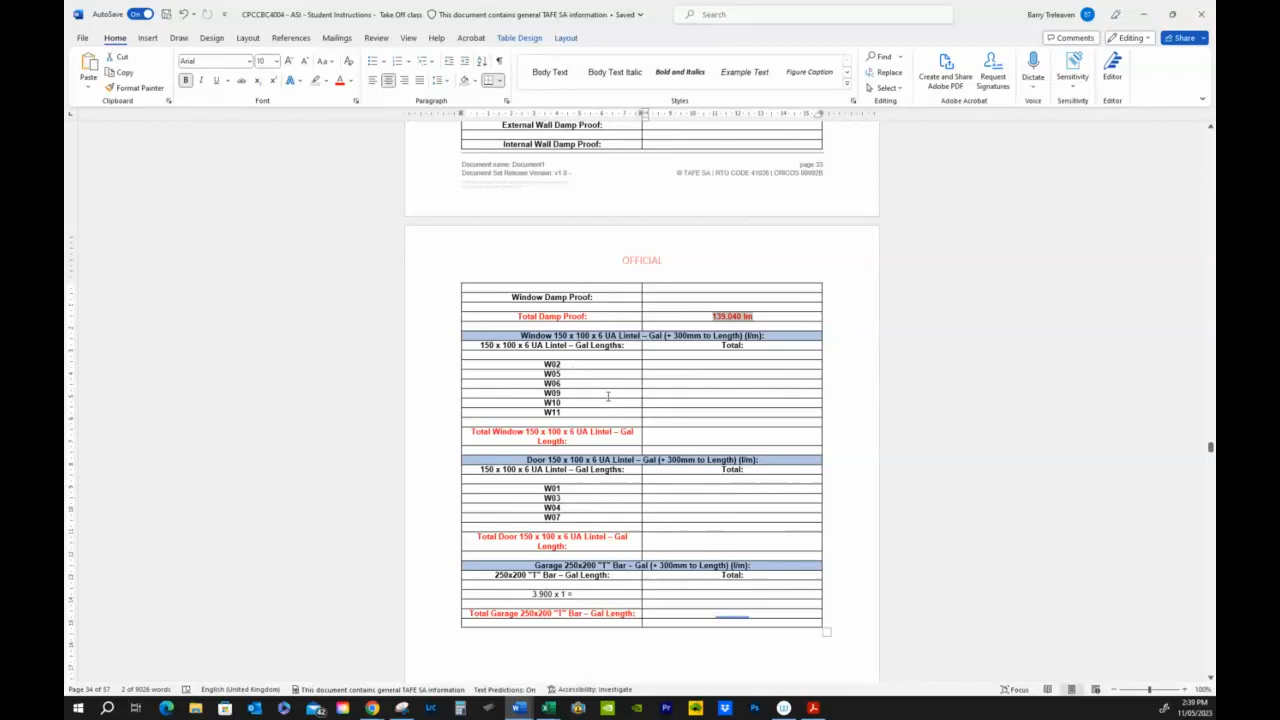 AutoSave On CPCCBC4004 - ASI - Student Instructions - Take Off class This document contains general TAFE SA information • Saved Search Barry Treleaven BT
File Home Insert Draw Design Layout References Mailings Review View Help Acrobat Table Design Layout Comments Editing Share
Paste Cut Copy Format Painter
Arial 10
Body Text Body Text Italic Bold and Italics Example Text Figure Caption
Find Replace Select
Create and Share Adobe PDF Request Signatures Dictate Sensitivity Editor
Clipboard Font Paragraph Styles Editing Adobe Acrobat Voice Sensitivity Editor
External Wall Damp Proof:
Internal Wall Damp Proof:
Document name: Document1 page 33
Document Set Release Version: v1.0 - © TAFE SA | RTO CODE 41026 | CRICOS 00092B
OFFICIAL
Window Damp Proof:
Total Damp Proof: 139.040 lm
Window 150 x 100 x 6 UA Lintel – Gal (+ 300mm to Length) (l/m):
150 x 100 x 6 UA Lintel – Gal Lengths: Total:
W02
W05
W06
W09
W10
W11
Total Window 150 x 100 x 6 UA Lintel – Gal
Length:
Door 150 x 100 x 6 UA Lintel – Gal (+ 300mm to Length) (l/m):
150 x 100 x 6 UA Lintel – Gal Lengths: Total:
W01
W03
W04
W07
Total Door 150 x 100 x 6 UA Lintel – Gal
Length:
Garage 250x200 "T" Bar – Gal (+ 300mm to Length) (l/m):
250x200 "T" Bar – Gal Length: Total:
3.900 x 1 =
Total Garage 250x200 "T" Bar – Gal Length:
Page 34 of 57 2 of 9026 words English (United Kingdom) This document contains general TAFE SA information Text Predictions: On Accessibility: Investigate Focus 100%
2:39 PM
11/05/2023